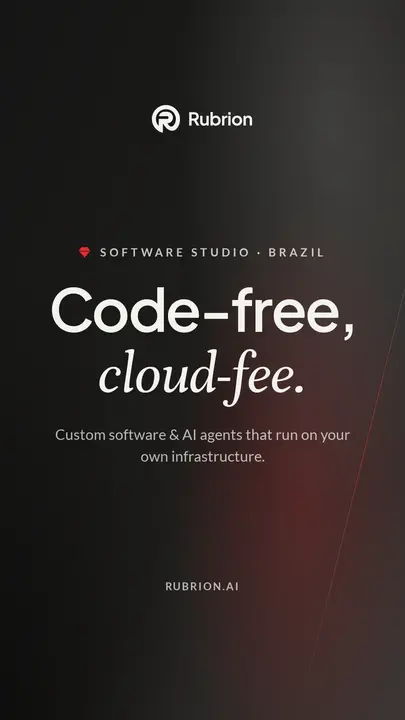 Rubrion
SOFTWARE STUDIO · BRAZIL
Code-free,
cloud-fee.
Custom software & AI agents that run on your
own infrastructure.
RUBRION.AI